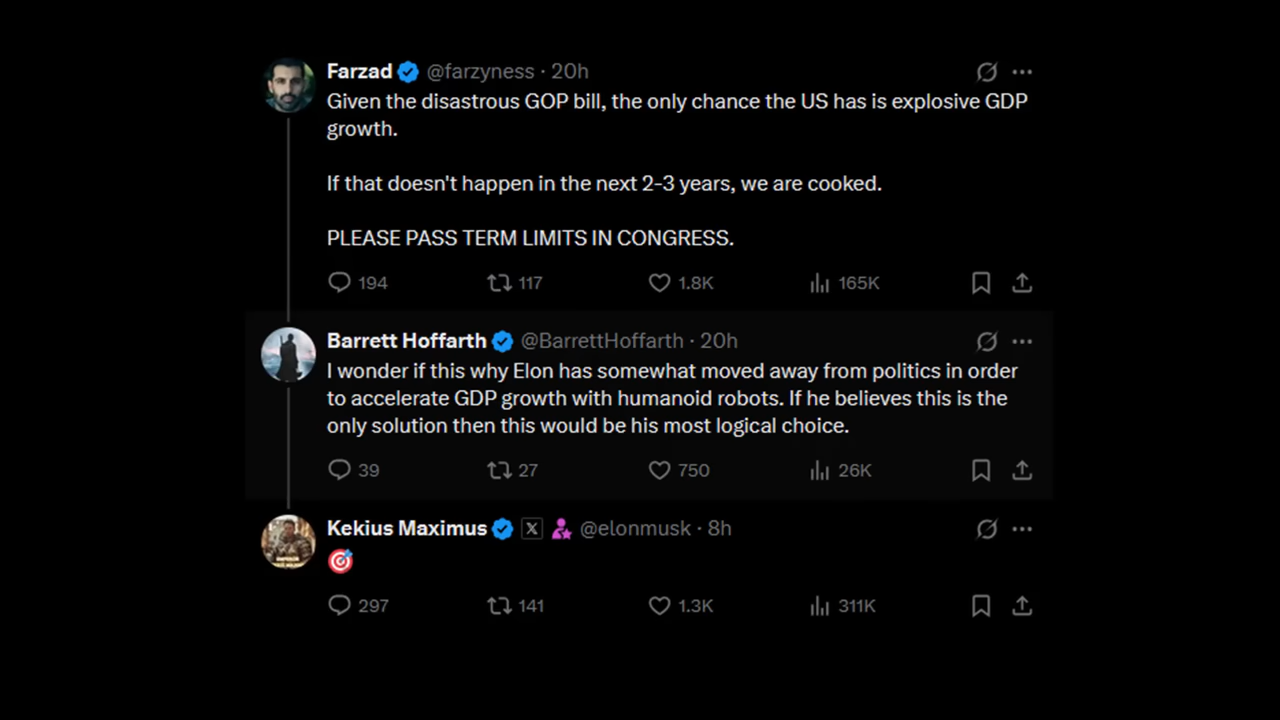 Farzad @farzyness · 20h
Given the disastrous GOP bill, the only chance the US has is explosive GDP
growth.
If that doesn't happen in the next 2-3 years, we are cooked.
PLEASE PASS TERM LIMITS IN CONGRESS.
194 117 1.8K 165K
Barrett Hoffarth @BarrettHoffarth · 20h
I wonder if this why Elon has somewhat moved away from politics in order
to accelerate GDP growth with humanoid robots. If he believes this is the
only solution then this would be his most logical choice.
39 27 750 26K
Kekius Maximus X @elonmusk · 8h
297 141 1.3K 311K